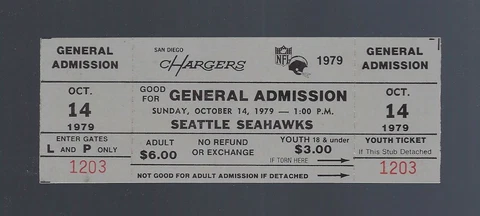 GENERAL
ADMISSION
OCT.
14
1979
ENTER GATES
L AND P ONLY
1203
SAN DIEGO
CHARGERS
NFL
1979
GOOD
FOR GENERAL ADMISSION
SUNDAY, OCTOBER 14, 1979 — 1:00 P.M.
SEATTLE SEAHAWKS
ADULT
$6.00
NO REFUND
OR EXCHANGE
YOUTH 18 & under
$3.00
IF TORN HERE
NOT GOOD FOR ADULT ADMISSION IF DETACHED
GENERAL
ADMISSION
OCT.
14
1979
YOUTH TICKET
If This Stub Detached
1203